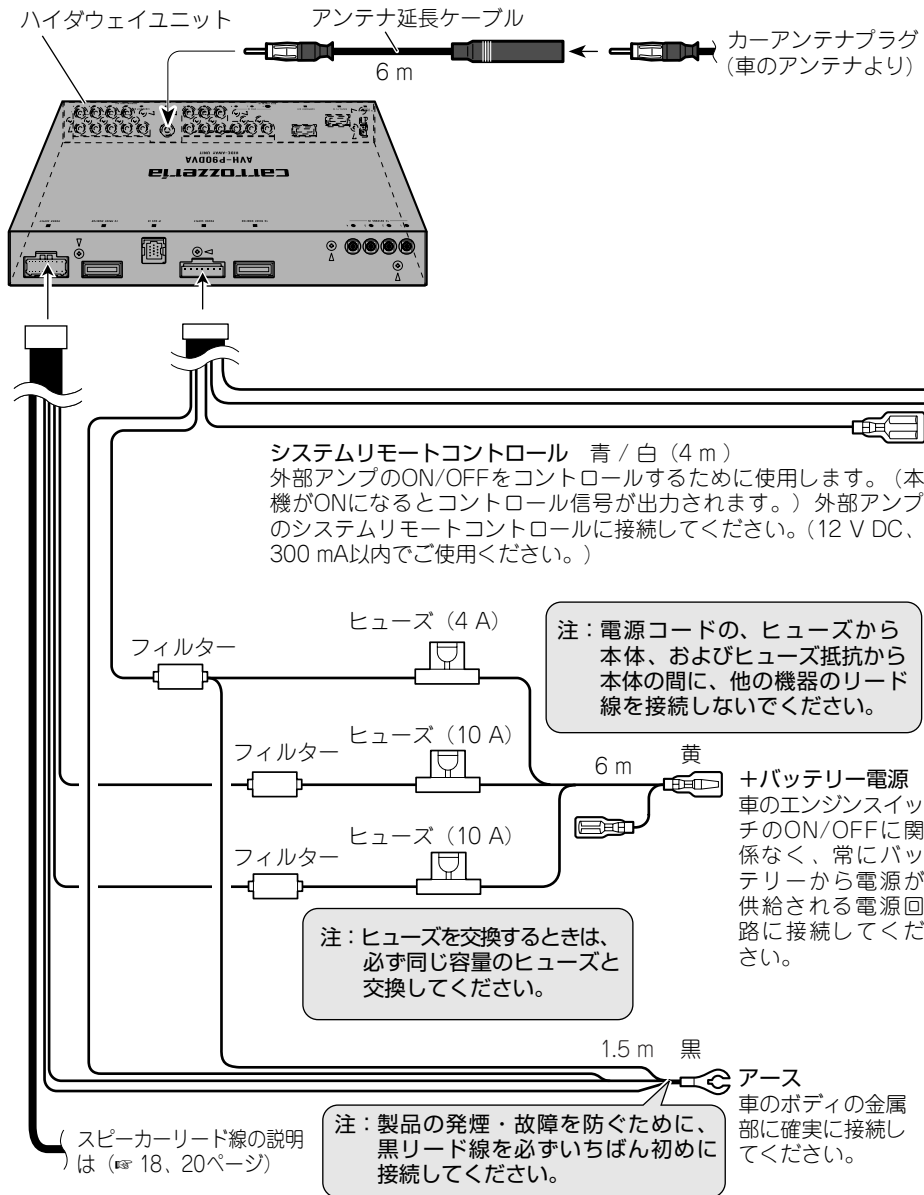 ハイダウェイユニット
アンテナ延長ケーブル
6 m
カーアンテナプラグ
(車のアンテナより)
AVH-P90DVA
HIDE-AWAY UNIT
carrozzeria
システムリモートコントロール 青 / 白 (4 m )
外部アンプのON/OFFをコントロールするために使用します。(本
機がONになるとコントロール信号が出力されます。) 外部アンプ
のシステムリモートコントロールに接続してください。(12 V DC、
300 mA以内でご使用ください。)
フィルター
ヒューズ (4 A)
注:電源コードの、ヒューズから
本体、およびヒューズ抵抗から
本体の間に、他の機器のリード
線を接続しないでください。
フィルター
ヒューズ (10 A)
6 m
黄
フィルター
ヒューズ (10 A)
+バッテリー電源
車のエンジンスイッ
チのON/OFFに関
係なく、常にバッ
テリーから電源が
供給される電源回
路に接続してくだ
さい。
注:ヒューズを交換するときは、
必ず同じ容量のヒューズと
交換してください。
1.5 m 黒
アース
車のボディの金属
部に確実に接続し
てください。
注:製品の発煙・故障を防ぐために、
黒リード線を必ずいちばん初めに
接続してください。
スピーカーリード線の説明
は (☞ 18、20ページ)